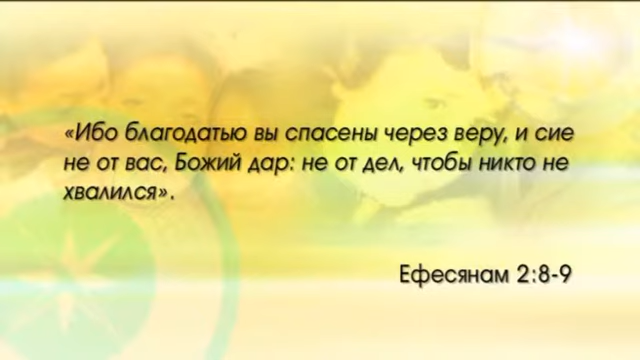 «Ибо благодатью вы спасены через веру, и сие
не от вас, Божий дар: не от дел, чтобы никто не
хвалился».
Ефесянам 2:8-9